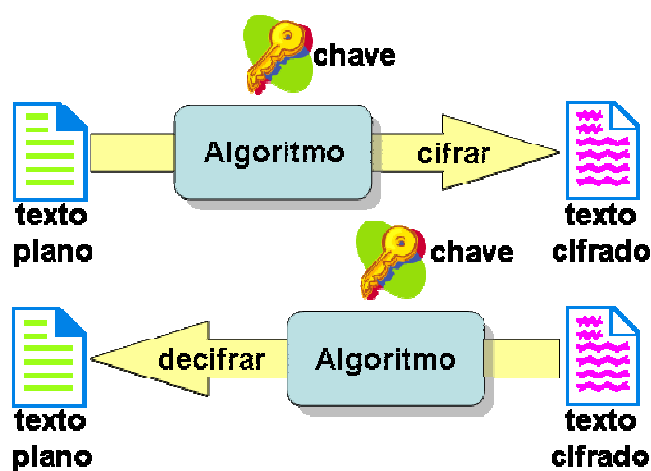 chave
Algoritmo
cifrar
texto
plano
texto
cifrado
chave
decifrar
Algoritmo
texto
plano
texto
cifrado